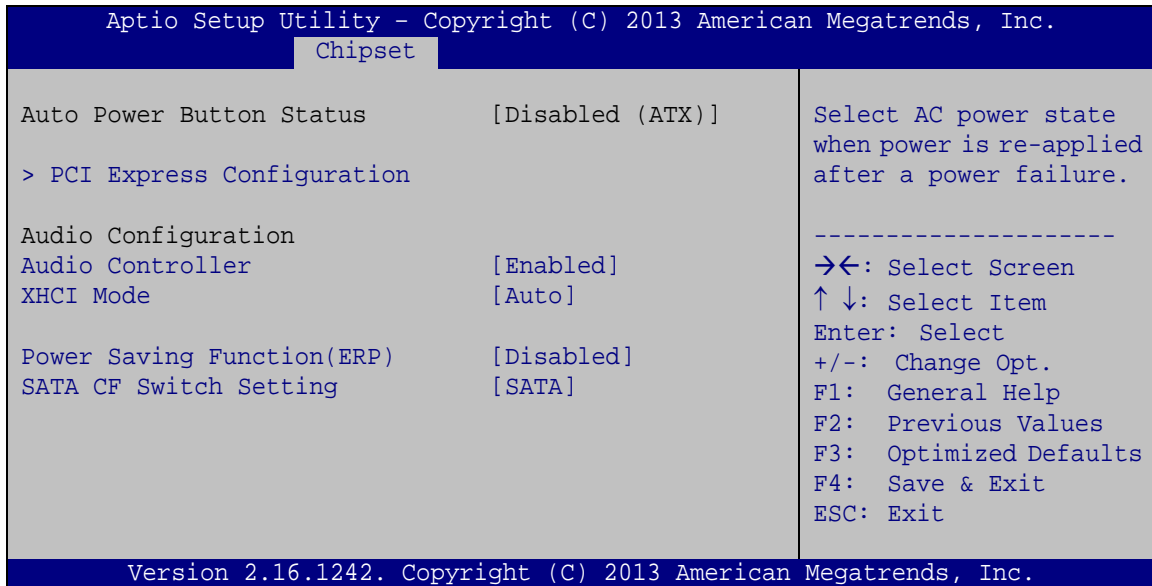 Aptio Setup Utility – Copyright (C) 2013 American Megatrends, Inc.
Chipset
Auto Power Button Status [Disabled (ATX)]
> PCI Express Configuration
Audio Configuration
Audio Controller [Enabled]
XHCI Mode [Auto]
Power Saving Function(ERP) [Disabled]
SATA CF Switch Setting [SATA]
Select AC power state
when power is re-applied
after a power failure.
---------------------
→←: Select Screen
↑ ↓: Select Item
Enter: Select
+/-: Change Opt.
F1: General Help
F2: Previous Values
F3: Optimized Defaults
F4: Save & Exit
ESC: Exit
Version 2.16.1242. Copyright (C) 2013 American Megatrends, Inc.